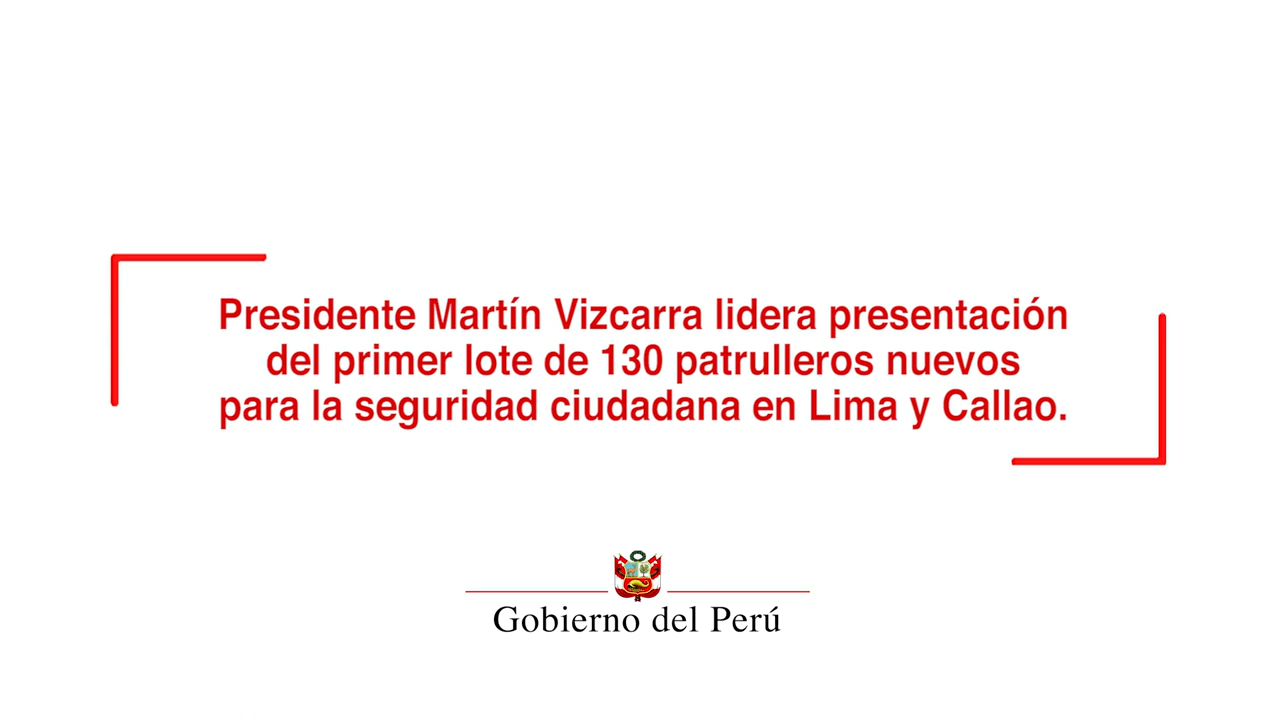 Presidente Martín Vizcarra lidera presentación
del primer lote de 130 patrulleros nuevos
para la seguridad ciudadana en Lima y Callao.
Gobierno del Perú